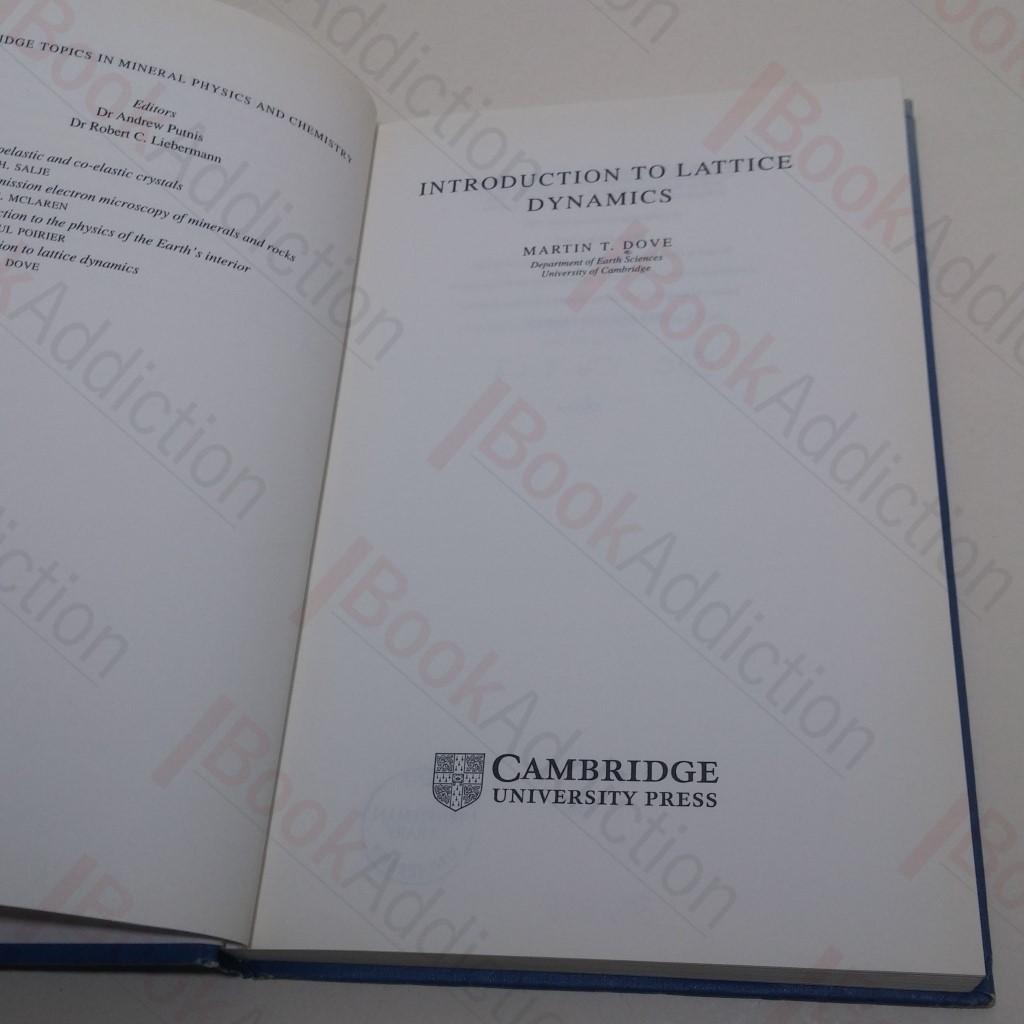 IDGE TOPICS IN MINERAL PHYSICS AND CHEMISTRY
Editors
Dr Andrew Putnis
Dr Robert C. Liebermann
oelastic and co-elastic crystals
H. SALJE
mission electron microscopy of minerals and rocks
MCLAREN
ction to the physics of the Earth's interior
UL POIRIER
ion to lattice dynamics
DOVE
INTRODUCTION TO LATTICE
DYNAMICS
MARTIN T. DOVE
Department of Earth Sciences
University of Cambridge
CAMBRIDGE
UNIVERSITY PRESS
BookAddiction